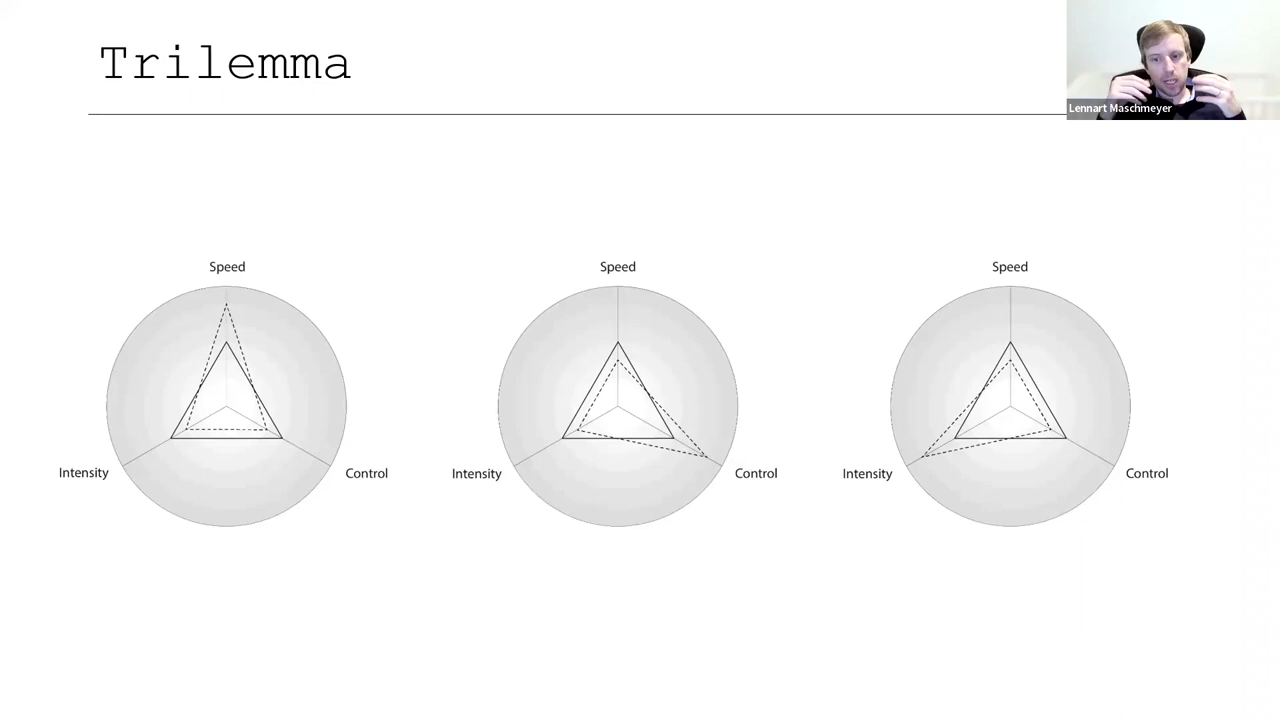 Trilemma
Lennart Maschmeyer
Speed
Intensity
Control
Speed
Intensity
Control
Speed
Intensity
Control